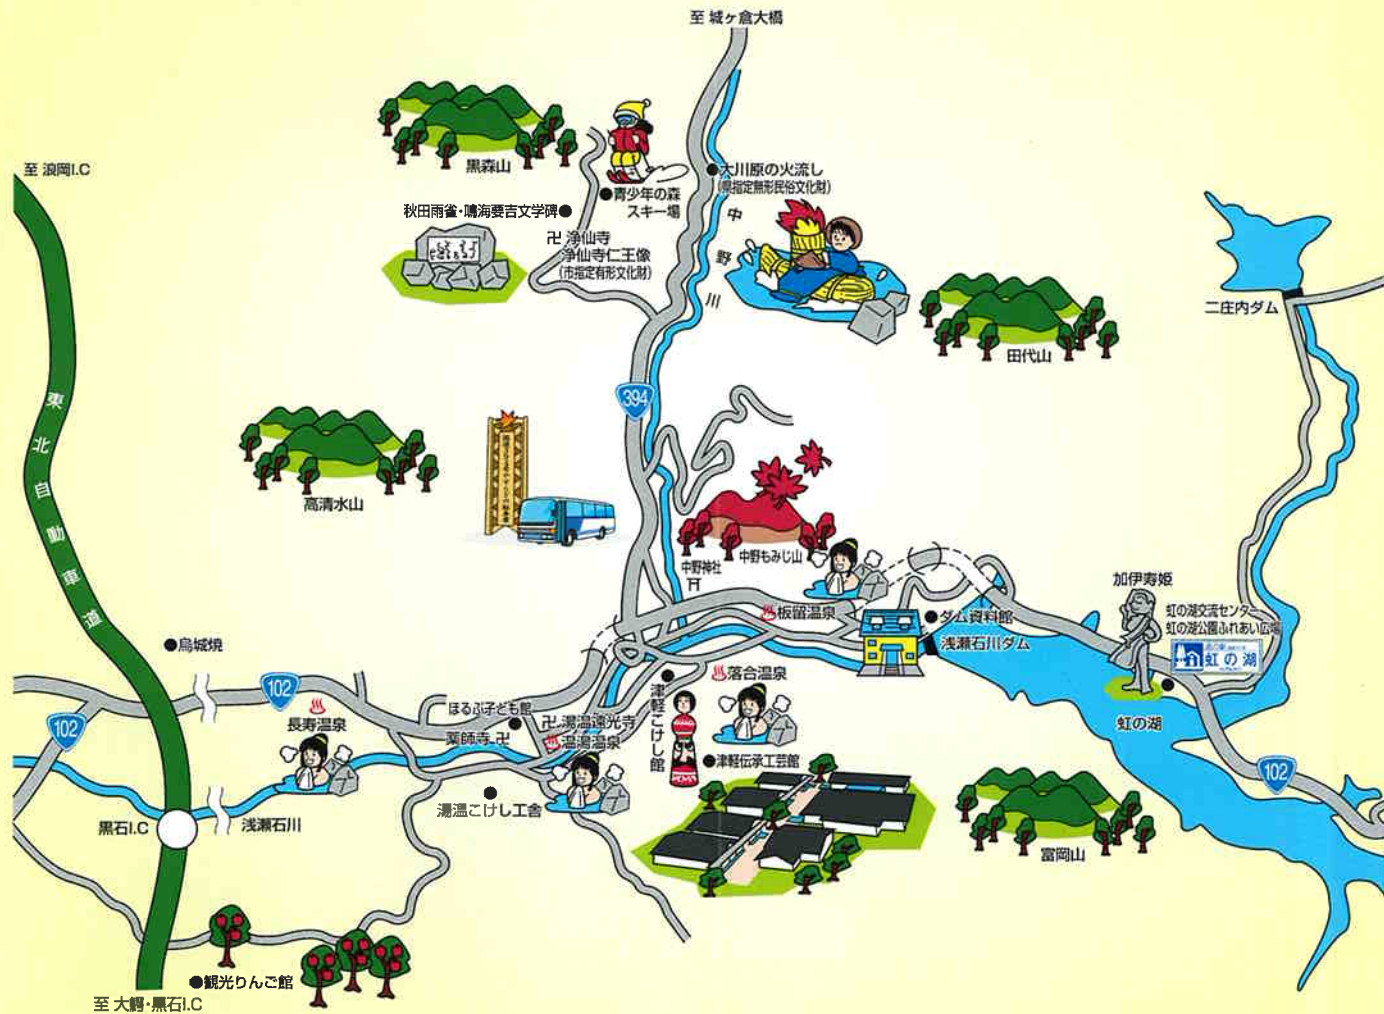 至 城ヶ倉大橋
至 浪岡I.C
黒森山
青少年の森
スキー場
大川原の火流し
(県指定無形民俗文化財)
秋田雨雀・鳴海要吉文学碑
卍 浄仙寺
浄仙寺仁王像
(市指定有形文化財)
中野川
二庄内ダム
田代山
394
東北自動車道
高清水山
中野神社
中野もみじ山
加伊寿姫
板留温泉
ダム資料館
浅瀬石川ダム
虹の湖交流センター
虹の湖公園ふれあい広場
虹の湖
烏城焼
102
102
長寿温泉
落合温泉
津軽こけし館
ほるぷ子ども館
薬師寺 卍
卍 湯温遠光寺
温湯温泉
虹の湖
津軽伝承工芸館
102
湯温こけし工舎
黒石I.C
浅瀬石川
富岡山
観光りんご館
至 大鰐・黒石I.C